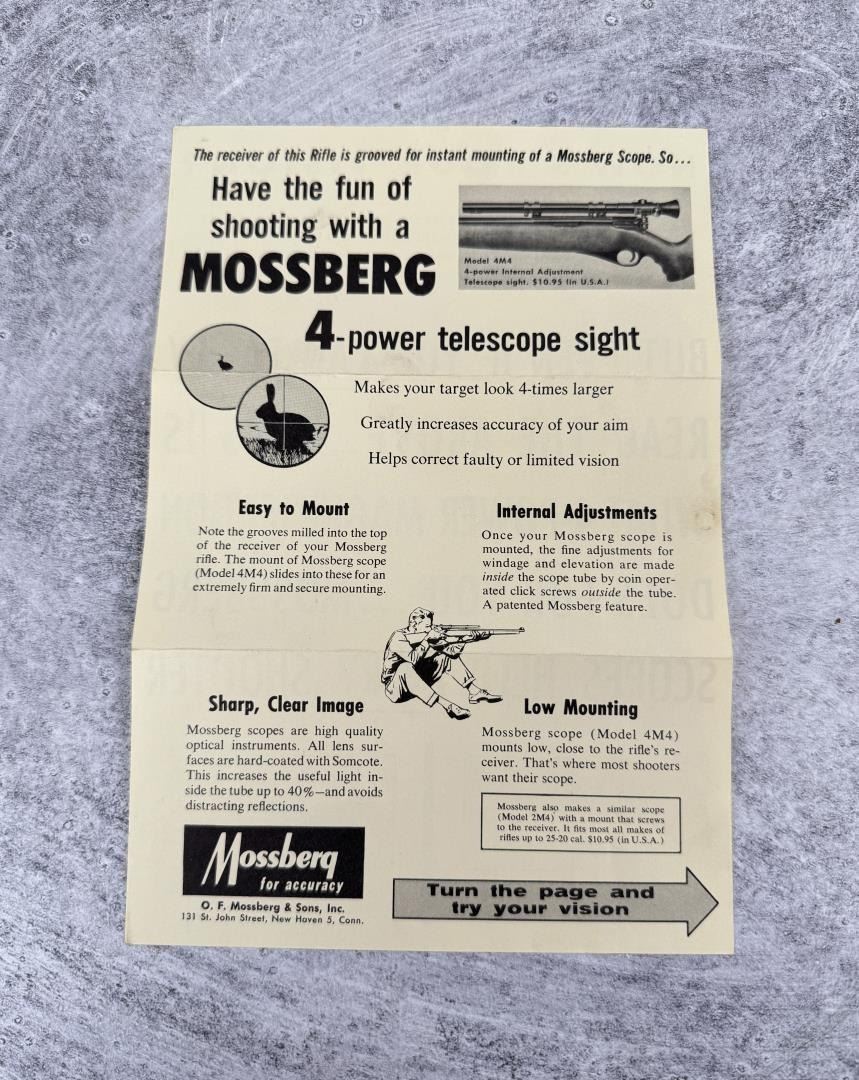 The receiver of this Rifle is grooved for instant mounting of a Mossberg Scope. So...
Have the fun of
shooting with a
MOSSBERG
Model 4M4
4-power Internal Adjustment
Telescope sight. $10.95 (in U.S.A.)
4-power telescope sight
Makes your target look 4-times larger
Greatly increases accuracy of your aim
Helps correct faulty or limited vision
Easy to Mount
Note the grooves milled into the top
of the receiver of your Mossberg
rifle. The mount of Mossberg scope
(Model 4M4) slides into these for an
extremely firm and secure mounting.
Internal Adjustments
Once your Mossberg scope is
mounted, the fine adjustments for
windage and elevation are made
inside the scope tube by coin oper-
ated click screws outside the tube.
A patented Mossberg feature.
Sharp, Clear Image
Mossberg scopes are high quality
optical instruments. All lens sur-
faces are hard-coated with Somcote.
This increases the useful light in-
side the tube up to 40%—and avoids
distracting reflections.
Low Mounting
Mossberg scope (Model 4M4)
mounts low, close to the rifle's re-
ceiver. That's where most shooters
want their scope.
Mossberg also makes a similar scope
(Model 2M4) with a mount that screws
to the receiver. It fits most all makes of
rifles up to 25-20 cal. $10.95 (in U.S.A.)
Mossberg
for accuracy
O. F. Mossberg & Sons, Inc.
131 St. John Street, New Haven 5, Conn.
Turn the page and
try your vision